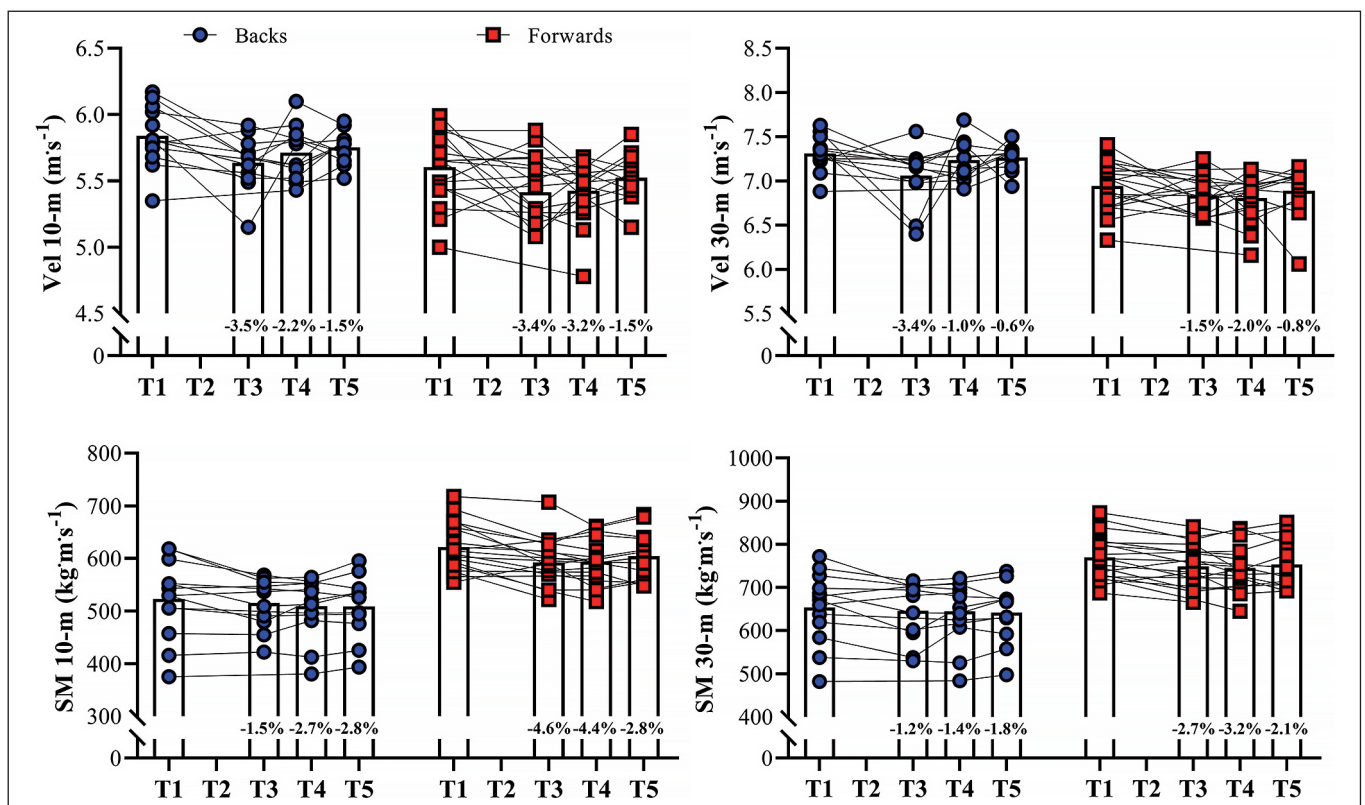 Backs Forwards
Vel 10-m (m·s⁻¹)
6.5
6.0
5.5
5.0
4.5
0
-3.5% -2.2% -1.5% -3.4% -3.2% -1.5%
T1 T2 T3 T4 T5 T1 T2 T3 T4 T5
Vel 30-m (m·s⁻¹)
8.5
8.0
7.5
7.0
6.5
6.0
5.5
0
-3.4% -1.0% -0.6% -1.5% -2.0% -0.8%
T1 T2 T3 T4 T5 T1 T2 T3 T4 T5
SM 10-m (kg·m·s⁻¹)
800
700
600
500
400
300
0
-1.5% -2.7% -2.8% -4.6% -4.4% -2.8%
T1 T2 T3 T4 T5 T1 T2 T3 T4 T5
SM 30-m (kg·m·s⁻¹)
1000
900
800
700
600
500
400
0
-1.2% -1.4% -1.8% -2.7% -3.2% -2.1%
T1 T2 T3 T4 T5 T1 T2 T3 T4 T5